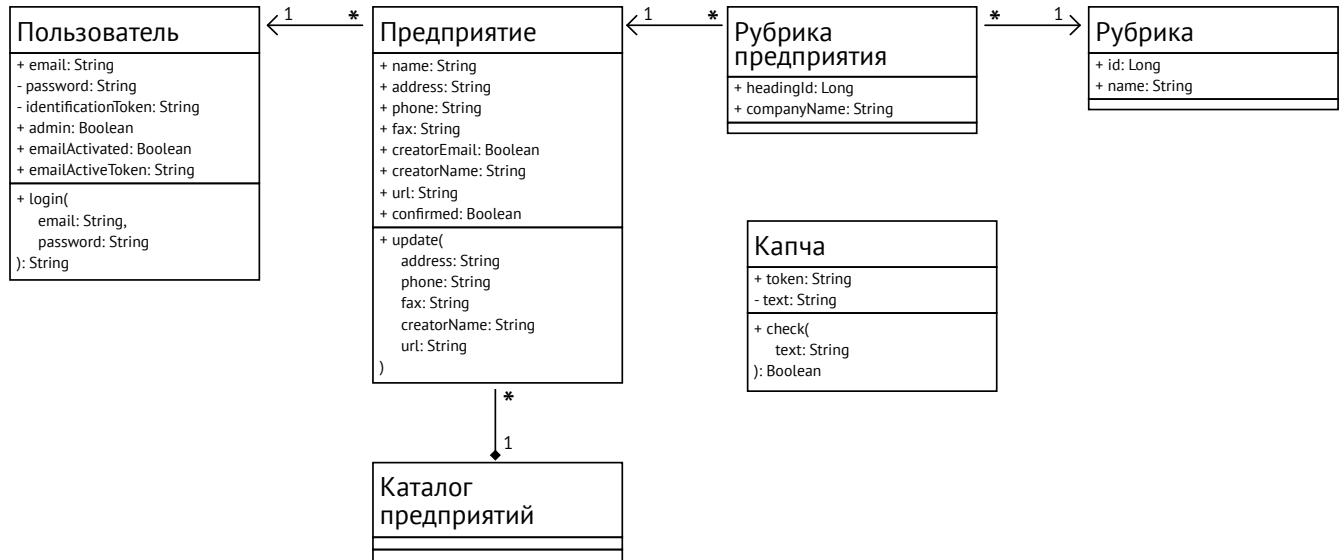 Пользователь
+ email: String
- password: String
- identificationToken: String
+ admin: Boolean
+ emailActivated: Boolean
+ emailActiveToken: String
+ login(
email: String,
password: String
): String
1 *
Предприятие
+ name: String
+ address: String
+ phone: String
+ fax: String
+ creatorEmail: Boolean
+ creatorName: String
+ url: String
+ confirmed: Boolean
+ update(
address: String
phone: String
fax: String
creatorName: String
url: String
)
1 *
Рубрика
предприятия
+ headingId: Long
+ companyName: String
* 1
Рубрика
+ id: Long
+ name: String
Капча
+ token: String
- text: String
+ check(
text: String
): Boolean
*
1
Каталог
предприятий